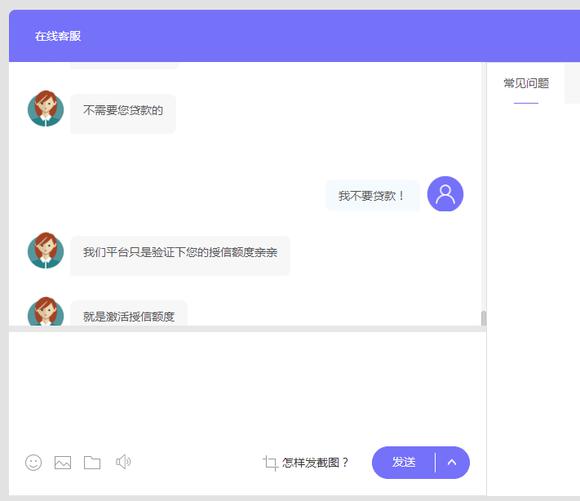 在线客服
常见问题
不需要您贷款的
我不要贷款！
我们平台只是验证下您的授信额度亲亲
就是激活授信额度
怎样发截图？
发送